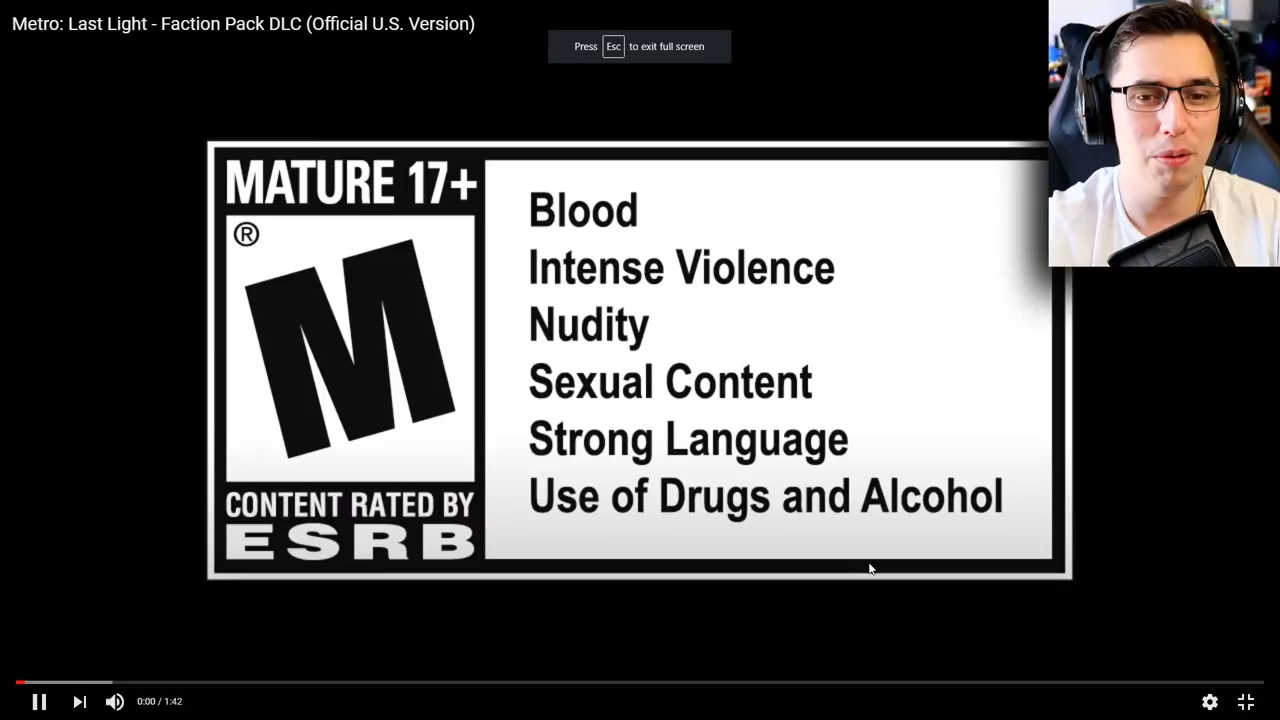 Metro: Last Light - Faction Pack DLC (Official U.S. Version)
Press Esc to exit full screen
MATURE 17+
®
M
CONTENT RATED BY
ESRB
Blood
Intense Violence
Nudity
Sexual Content
Strong Language
Use of Drugs and Alcohol
0:00 / 1:42